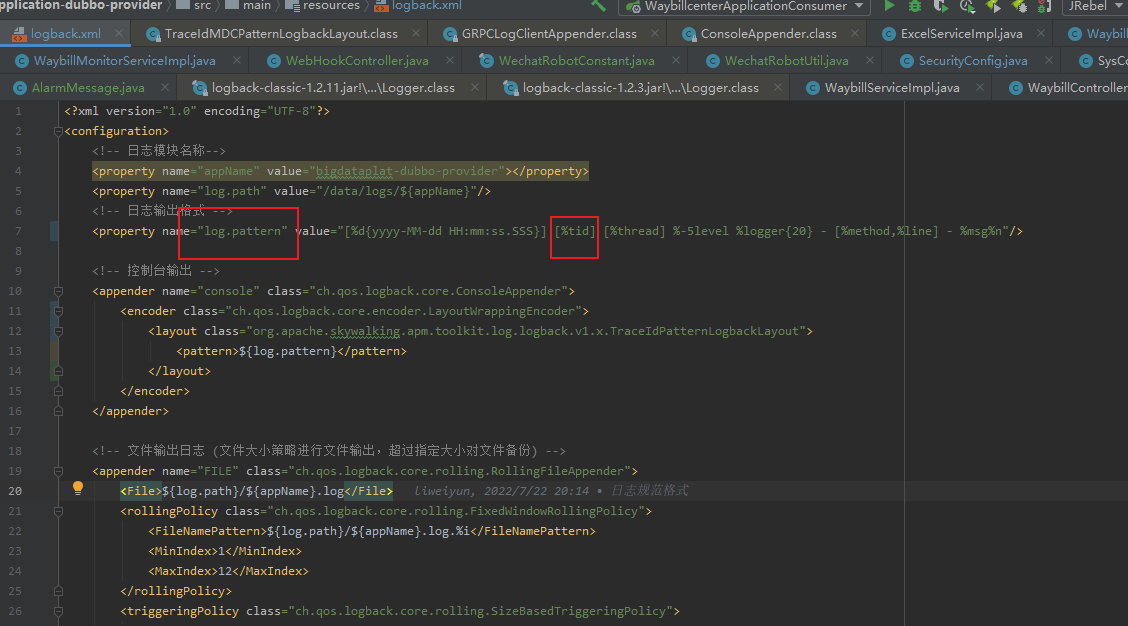 pplication-dubbo-provider src main resources logback.xml WaybillcenterApplicationConsumer JRebel
logback.xml TraceIdMDCPatternLogbackLayout.class GRPCLogClientAppender.class ConsoleAppender.class ExcelServiceImpl.java Waybil
WaybillMonitorServiceImpl.java WebHookController.java WechatRobotConstant.java WechatRobotUtil.java SecurityConfig.java SysCo
AlarmMessage.java logback-classic-1.2.11.jar!\...\Logger.class logback-classic-1.2.3.jar!\...\Logger.class WaybillServiceImpl.java WaybillController
1 <?xml version="1.0" encoding="UTF-8"?>
2 <configuration>
3 <!-- 日志模块名称-->
4 <property name="appName" value="bigdataplat-dubbo-provider"></property>
5 <property name="log.path" value="/data/logs/${appName}"/>
6 <!-- 日志输出格式 -->
7 <property name="log.pattern" value="[%d{yyyy-MM-dd HH:mm:ss.SSS}] [%tid] [%thread] %-5level %logger{20} - [%method,%line] - %msg%n"/>
8
9 <!-- 控制台输出 -->
10 <appender name="console" class="ch.qos.logback.core.ConsoleAppender">
11 <encoder class="ch.qos.logback.core.encoder.LayoutWrappingEncoder">
12 <layout class="org.apache.skywalking.apm.toolkit.log.logback.v1.x.TraceIdPatternLogbackLayout">
13 <pattern>${log.pattern}</pattern>
14 </layout>
15 </encoder>
16 </appender>
17
18 <!-- 文件输出日志 (文件大小策略进行文件输出，超过指定大小对文件备份) -->
19 <appender name="FILE" class="ch.qos.logback.core.rolling.RollingFileAppender">
20 <File>${log.path}/${appName}.log</File> liweiyun, 2022/7/22 20:14 • 日志规范格式
21 <rollingPolicy class="ch.qos.logback.core.rolling.FixedWindowRollingPolicy">
22 <FileNamePattern>${log.path}/${appName}.log.%i</FileNamePattern>
23 <MinIndex>1</MinIndex>
24 <MaxIndex>12</MaxIndex>
25 </rollingPolicy>
26 <triggeringPolicy class="ch.qos.logback.core.rolling.SizeBasedTriggeringPolicy">